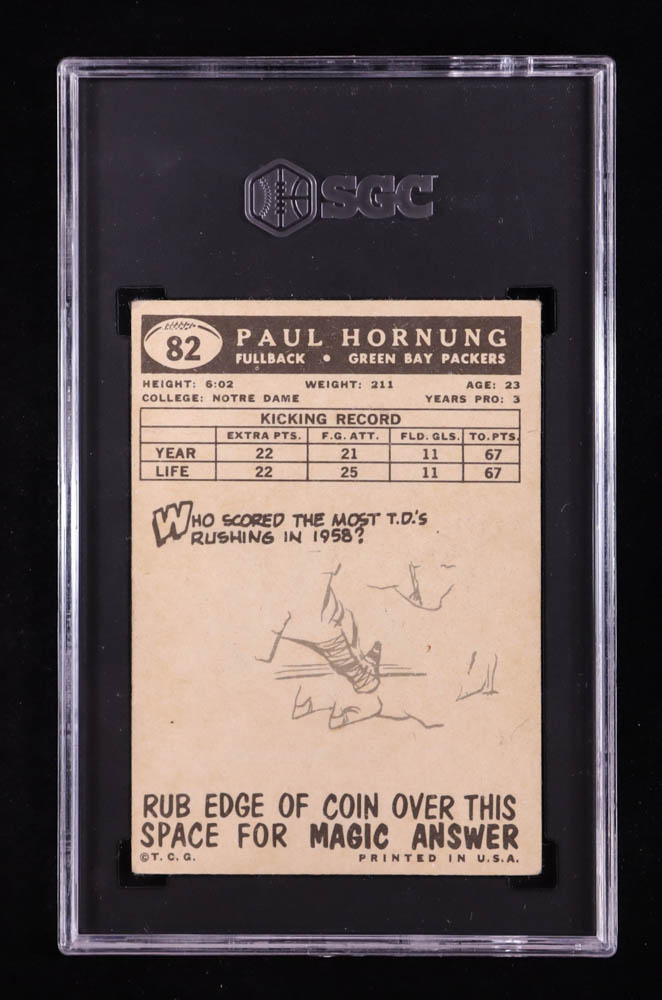 SGC
82
PAUL HORNUNG
FULLBACK • GREEN BAY PACKERS
HEIGHT: 6:02 WEIGHT: 211 AGE: 23
COLLEGE: NOTRE DAME YEARS PRO: 3
KICKING RECORD
EXTRA PTS. F.G. ATT. FLD. GLS. TO. PTS.
YEAR 22 21 11 67
LIFE 22 25 11 67
WHO SCORED THE MOST T.D.'S
RUSHING IN 1958?
RUB EDGE OF COIN OVER THIS
SPACE FOR MAGIC ANSWER
©T.C.G. PRINTED IN U.S.A.